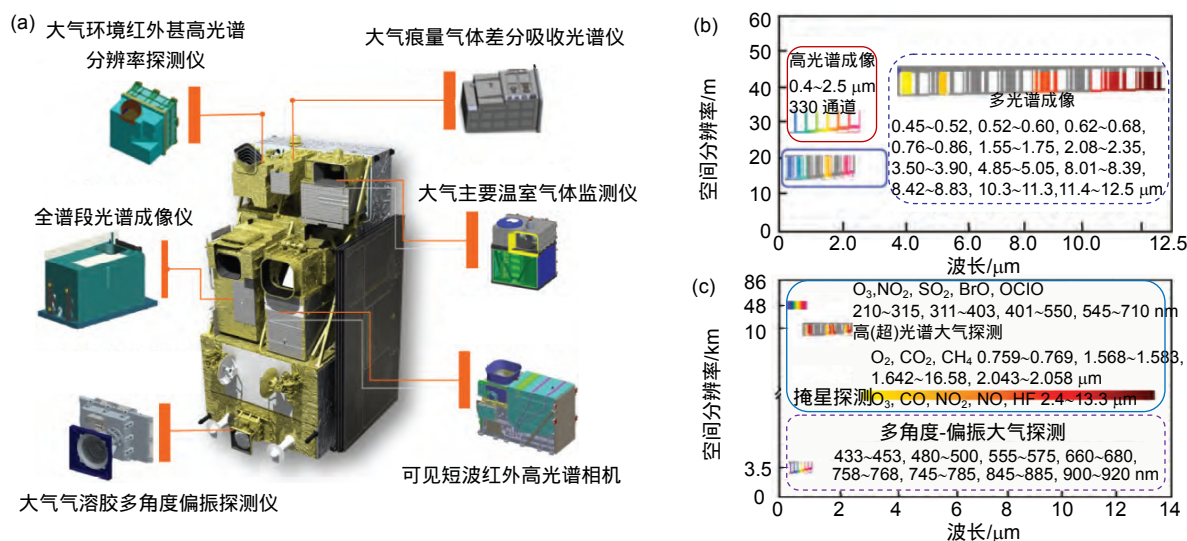 (a)
大气环境红外甚高光谱
分辨率探测仪
大气痕量气体差分吸收光谱仪
全谱段光谱成像仪
大气主要温室气体监测仪
大气气溶胶多角度偏振探测仪
可见短波红外高光谱相机
(b)
空间分辨率/m
60
50
40
30
20
10
0
高光谱成像
0.4~2.5 μm
330 通道
多光谱成像
0.45~0.52, 0.52~0.60, 0.62~0.68,
0.76~0.86, 1.55~1.75, 2.08~2.35,
3.50~3.90, 4.85~5.05, 8.01~8.39,
8.42~8.83, 10.3~11.3,11.4~12.5 μm
0 2.0 4.0 6.0 8.0 10.0 12.5
波长/μm
(c)
空间分辨率/km
86
48
10
3.5
0
O₃,NO₂, SO₂, BrO, OClO
210~315, 311~403, 401~550, 545~710 nm
高(超)光谱大气探测
O₂, CO₂, CH₄ 0.759~0.769, 1.568~1.583,
1.642~16.58, 2.043~2.058 μm
掩星探测 O₃, CO, NO₂, NO, HF 2.4~13.3 μm
多角度-偏振大气探测
433~453, 480~500, 555~575, 660~680,
758~768, 745~785, 845~885, 900~920 nm
0 2 4 6 8 10 12 14
波长/μm